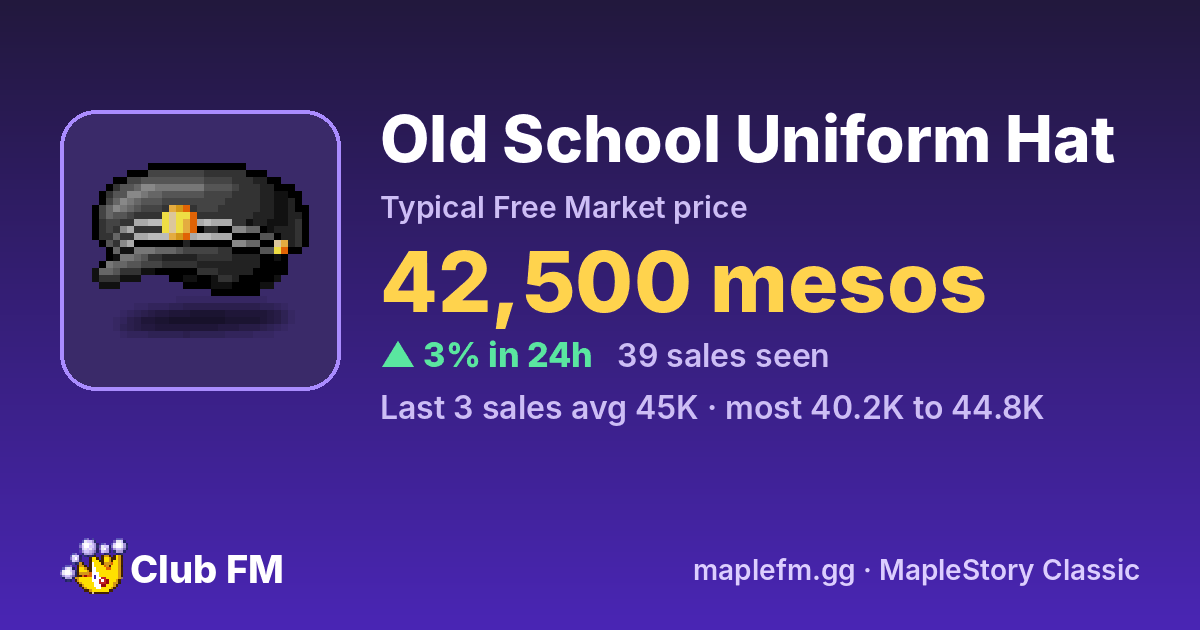 Old School Uniform Hat
Typical Free Market price
42,500 mesos
▲ 3% in 24h 39 sales seen
Last 3 sales avg 45K · most 40.2K to 44.8K
Club FM
maplefm.gg · MapleStory Classic